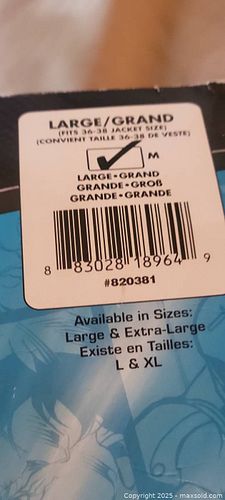 LARGE/GRAND
(FITS 36-38 JACKET SIZE)
(CONVIENT TAILLE 36-38 DE VESTE)
M
LARGE•GRAND
GRANDE•GROß
GRANDE•GRANDE
8 83028 18964 9
#820381
Available in Sizes:
Large & Extra-Large
Existe en Tailles:
L & XL
Copyright © 2025 - maxsold.com